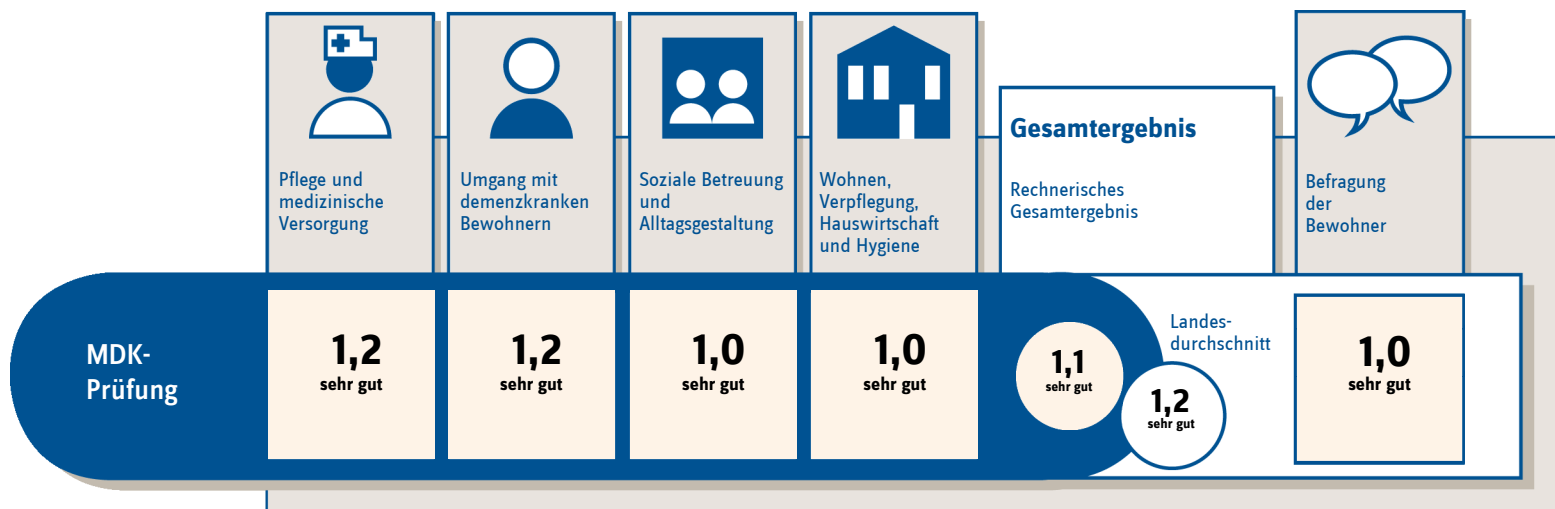 Pflege und
medizinische
Versorgung
Umgang mit
demenzkranken
Bewohnern
Soziale Betreuung
und
Alltagsgestaltung
Wohnen,
Verpflegung,
Hauswirtschaft
und Hygiene
Gesamtergebnis
Rechnerisches
Gesamtergebnis
Befragung
der
Bewohner
MDK-
Prüfung
1,2
sehr gut
1,2
sehr gut
1,0
sehr gut
1,0
sehr gut
1,1
sehr gut
Landes-
durchschnitt
1,2
sehr gut
1,0
sehr gut